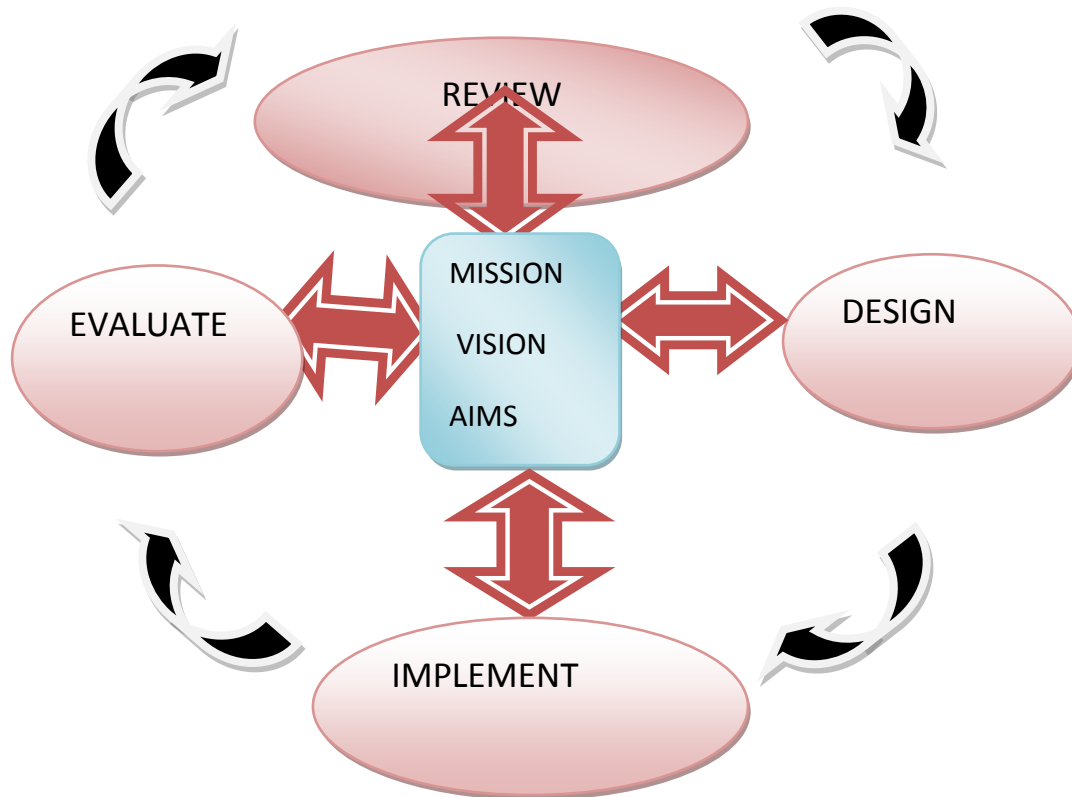 REVIEW
MISSION
EVALUATE
DESIGN
VISION
AIMS
IMPLEMENT